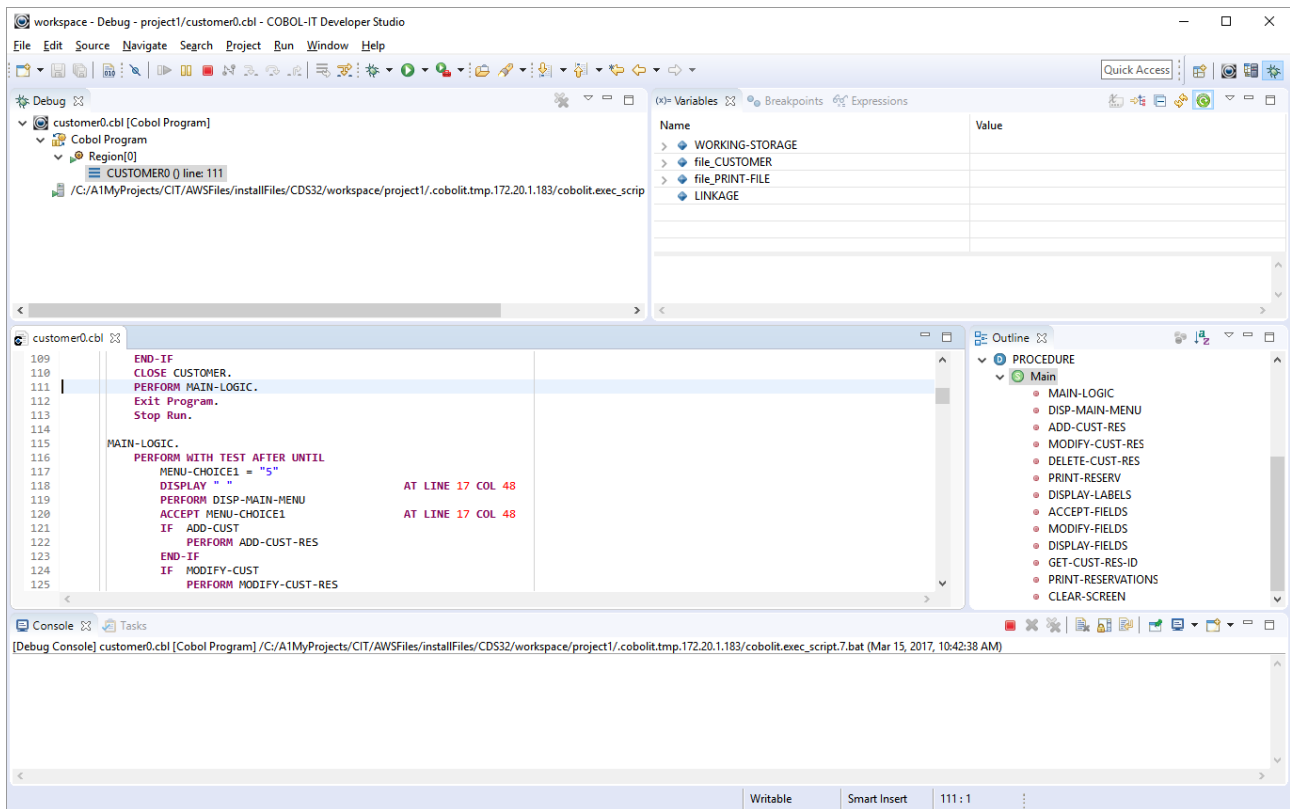 workspace - Debug - project1/customer0.cbl - COBOL-IT Developer Studio
File Edit Source Navigate Search Project Run Window Help
Quick Access
Debug
customer0.cbl [Cobol Program]
Cobol Program
Region[0]
CUSTOMER0 () line: 111
/C:/A1MyProjects/CIT/AWSFiles/installFiles/CDS32/workspace/project1/.cobolit.tmp.172.20.1.183/cobolit.exec_scrip
(x)= Variables Breakpoints Expressions
Name Value
WORKING-STORAGE
file_CUSTOMER
file_PRINT-FILE
LINKAGE
customer0.cbl
109 END-IF
110 CLOSE CUSTOMER.
111 PERFORM MAIN-LOGIC.
112 Exit Program.
113 Stop Run.
114
115 MAIN-LOGIC.
116 PERFORM WITH TEST AFTER UNTIL
117 MENU-CHOICE1 = "5"
118 DISPLAY " " AT LINE 17 COL 48
119 PERFORM DISP-MAIN-MENU
120 ACCEPT MENU-CHOICE1 AT LINE 17 COL 48
121 IF ADD-CUST
122 PERFORM ADD-CUST-RES
123 END-IF
124 IF MODIFY-CUST
125 PERFORM MODIFY-CUST-RES
Outline
PROCEDURE
Main
MAIN-LOGIC
DISP-MAIN-MENU
ADD-CUST-RES
MODIFY-CUST-RES
DELETE-CUST-RES
PRINT-RESERV
DISPLAY-LABELS
ACCEPT-FIELDS
MODIFY-FIELDS
DISPLAY-FIELDS
GET-CUST-RES-ID
PRINT-RESERVATIONS
CLEAR-SCREEN
Console Tasks
[Debug Console] customer0.cbl [Cobol Program] /C:/A1MyProjects/CIT/AWSFiles/installFiles/CDS32/workspace/project1/.cobolit.tmp.172.20.1.183/cobolit.exec_script.7.bat (Mar 15, 2017, 10:42:38 AM)
Writable Smart Insert 111 : 1